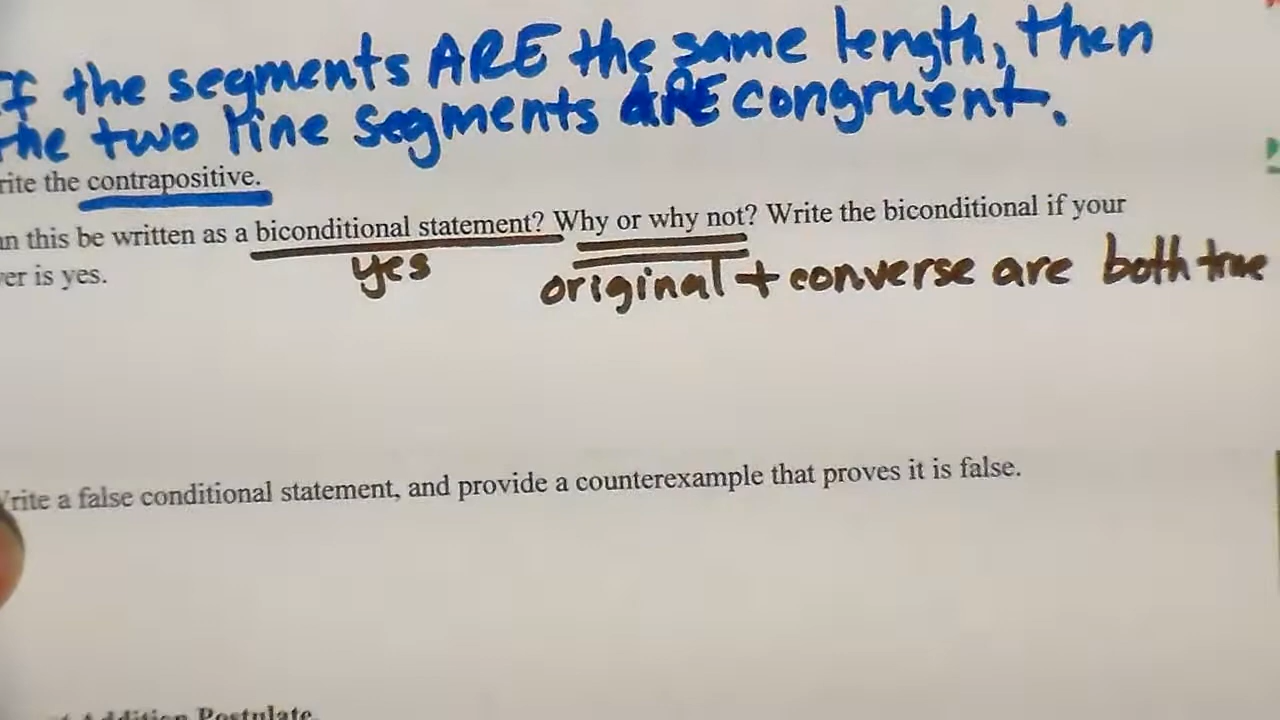 If the segments ARE the same length, then
the two line segments ARE congruent.
rite the contrapositive.
an this be written as a biconditional statement? Why or why not? Write the biconditional if your
er is yes.
yes original + converse are both true
rite a false conditional statement, and provide a counterexample that proves it is false.
Addition Postulate